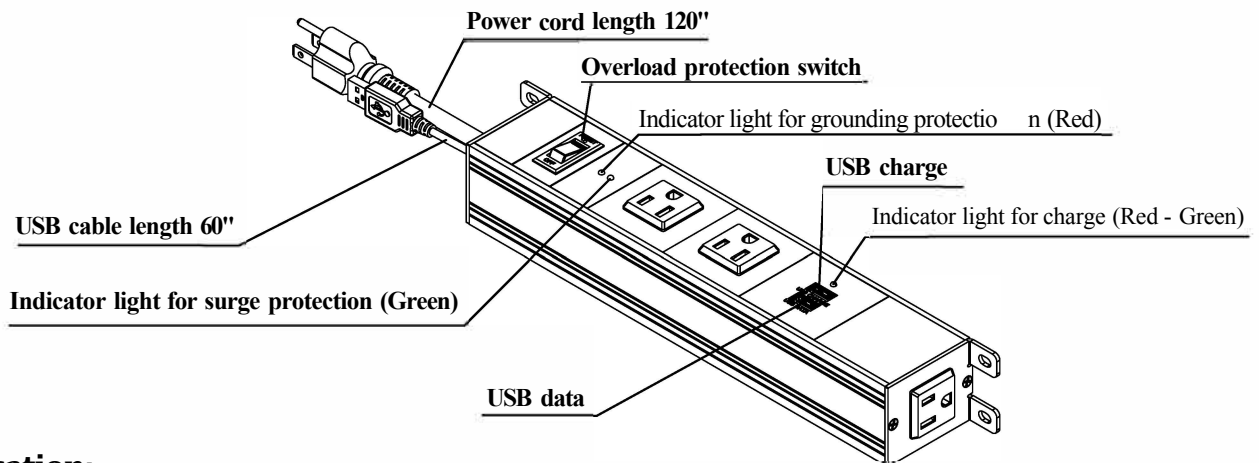 Power cord length 120"
Overload protection switch
Indicator light for grounding protectio n (Red)
USB charge
Indicator light for charge (Red - Green)
USB cable length 60"
Indicator light for surge protection (Green)
USB data